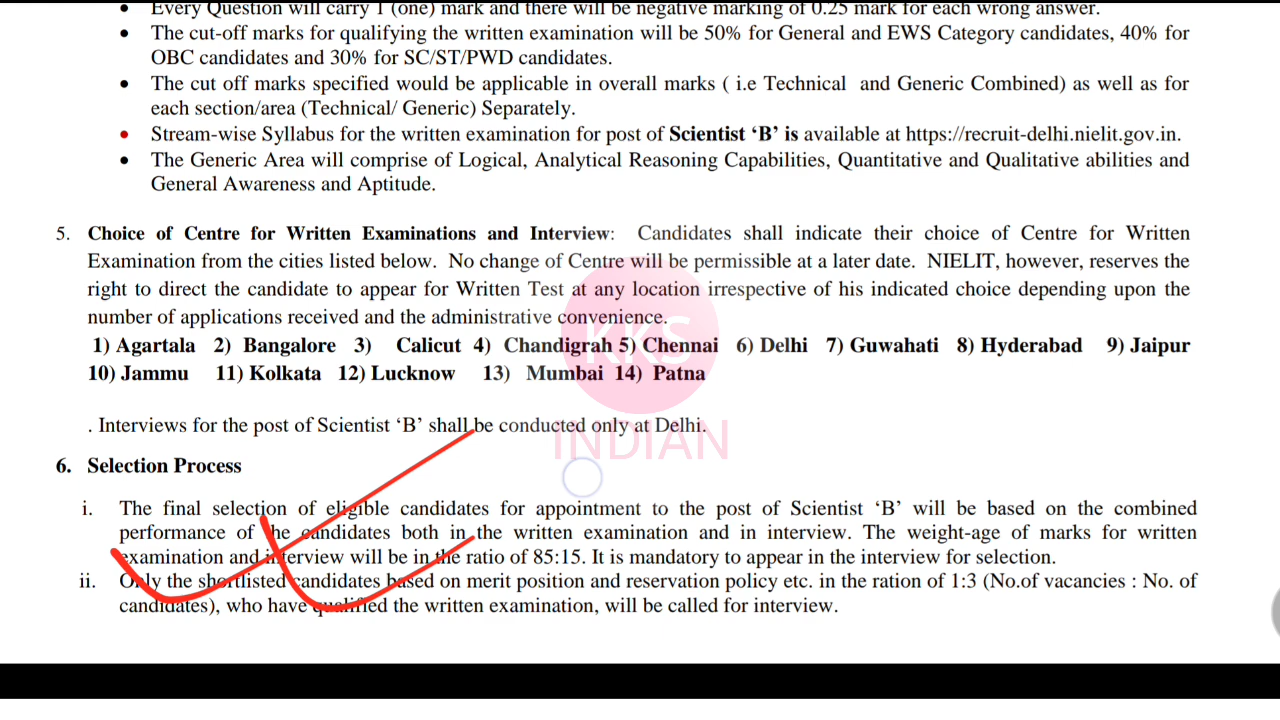 • Every Question will carry 1 (one) mark and there will be negative marking of 0.25 mark for each wrong answer.
• The cut-off marks for qualifying the written examination will be 50% for General and EWS Category candidates, 40% for
OBC candidates and 30% for SC/ST/PWD candidates.
• The cut off marks specified would be applicable in overall marks ( i.e Technical and Generic Combined) as well as for
each section/area (Technical/ Generic) Separately.
• Stream-wise Syllabus for the written examination for post of Scientist ‘B’ is available at https://recruit-delhi.nielit.gov.in.
• The Generic Area will comprise of Logical, Analytical Reasoning Capabilities, Quantitative and Qualitative abilities and
General Awareness and Aptitude.
5. Choice of Centre for Written Examinations and Interview: Candidates shall indicate their choice of Centre for Written
Examination from the cities listed below. No change of Centre will be permissible at a later date. NIELIT, however, reserves the
right to direct the candidate to appear for Written Test at any location irrespective of his indicated choice depending upon the
number of applications received and the administrative convenience.
1) Agartala 2) Bangalore 3) Calicut 4) Chandigrah 5) Chennai 6) Delhi 7) Guwahati 8) Hyderabad 9) Jaipur
10) Jammu 11) Kolkata 12) Lucknow 13) Mumbai 14) Patna
KKS
INDIAN
. Interviews for the post of Scientist ‘B’ shall be conducted only at Delhi.
6. Selection Process
i. The final selection of eligible candidates for appointment to the post of Scientist ‘B’ will be based on the combined
performance of the candidates both in the written examination and in interview. The weight-age of marks for written
examination and interview will be in the ratio of 85:15. It is mandatory to appear in the interview for selection.
ii. Only the shortlisted candidates based on merit position and reservation policy etc. in the ration of 1:3 (No.of vacancies : No. of
candidates), who have qualified the written examination, will be called for interview.